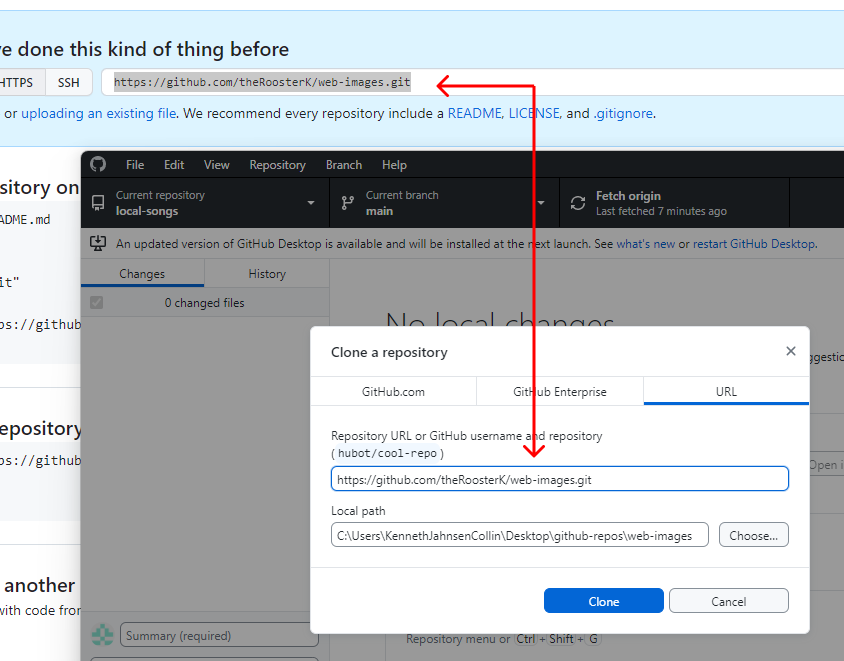 ve done this kind of thing before
HTTPS SSH https://github.com/theRoosterK/web-images.git
or uploading an existing file. We recommend every repository include a README, LICENSE, and .gitignore.
sitory on
ADME.md
it"
ps://github
epository
ps://github
another
with code from
File Edit View Repository Branch Help
Current repository
local-songs
Current branch
main
Fetch origin
Last fetched 7 minutes ago
An updated version of GitHub Desktop is available and will be installed at the next launch. See what's new or restart GitHub Desktop.
Changes History
0 changed files
No local changes
ggestic
Open i
Clone a repository
GitHub.com GitHub Enterprise URL
Repository URL or GitHub username and repository
(hubot/cool-repo)
https://github.com/theRoosterK/web-images.git
Local path
C:\Users\KennethJahnsenCollin\Desktop\github-repos\web-images Choose...
Clone Cancel
Summary (required)
Repository menu or Ctrl + Shift + G